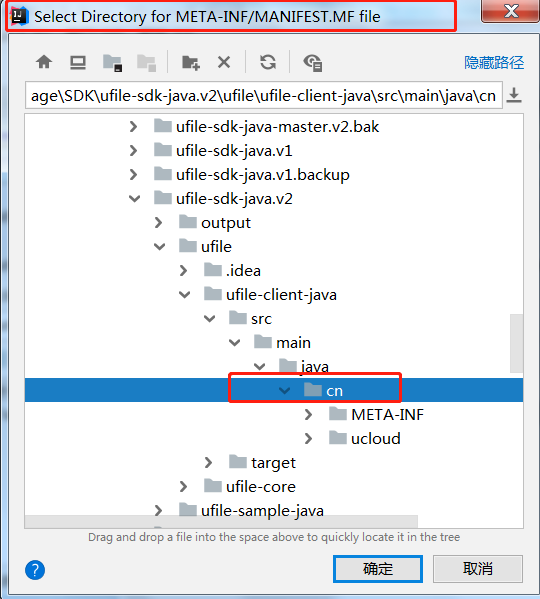 Select Directory for META-INF/MANIFEST.MF file
隐藏路径
age\SDK\ufile-sdk-java.v2\ufile\ufile-client-java\src\main\java\cn
ufile-sdk-java-master.v2.bak
ufile-sdk-java.v1
ufile-sdk-java.v1.backup
ufile-sdk-java.v2
output
ufile
.idea
ufile-client-java
src
main
java
cn
META-INF
ucloud
target
ufile-core
ufile-sample-java
Drag and drop a file into the space above to quickly locate it in the tree
?
确定
取消